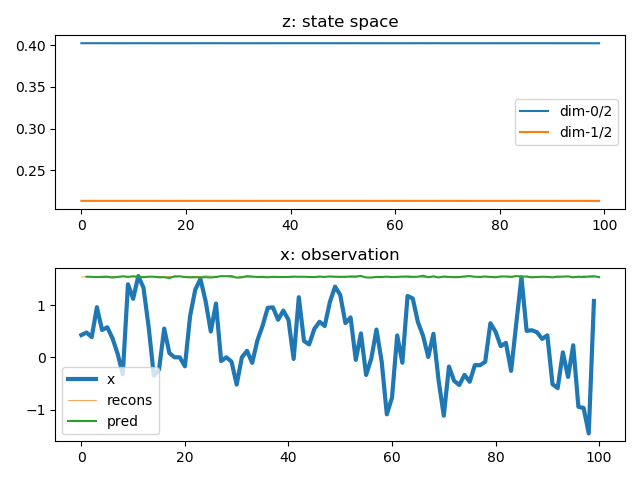 z: state space
0.40
0.35
0.30
0.25
dim-0/2
dim-1/2
0 20 40 60 80 100
x: observation
1
0
−1
x
recons
pred
0 20 40 60 80 100